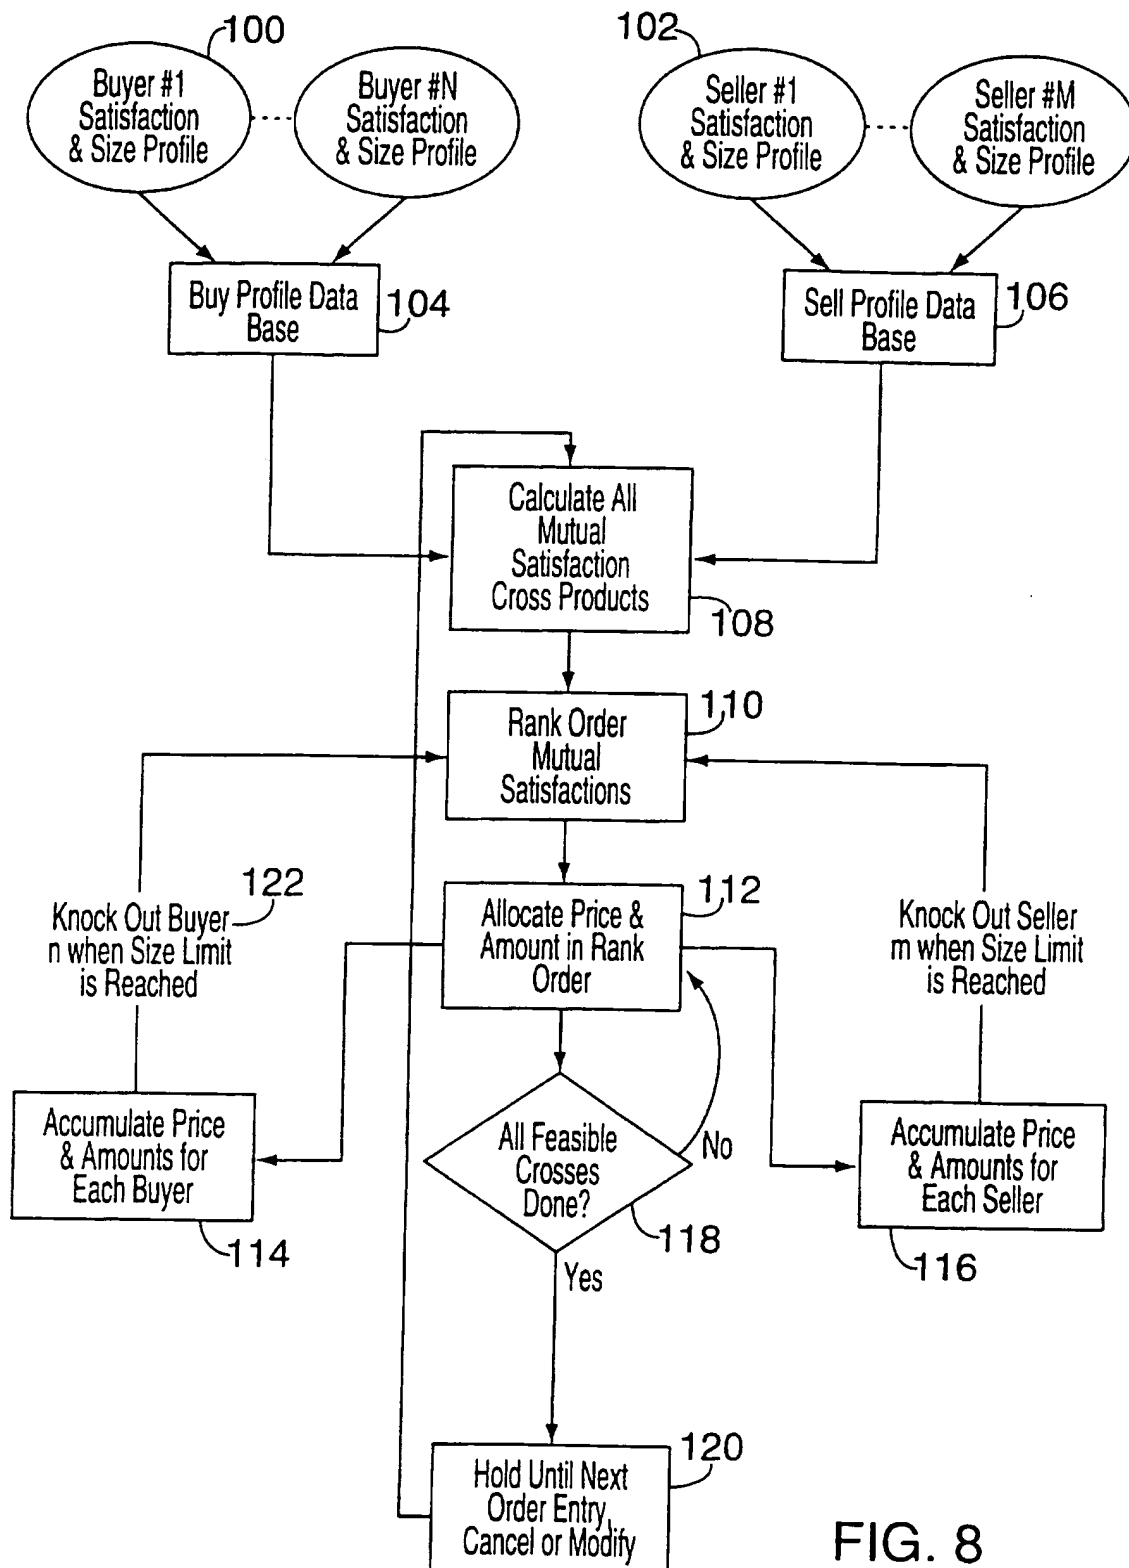 100
Buyer #1
Satisfaction
& Size Profile
Buyer #N
Satisfaction
& Size Profile
102
Seller #1
Satisfaction
& Size Profile
Seller #M
Satisfaction
& Size Profile
Buy Profile Data
Base
104
Sell Profile Data
Base
106
Calculate All
Mutual
Satisfaction
Cross Products
108
Rank Order
Mutual
Satisfactions
110
Knock Out Buyer
n when Size Limit
is Reached
122
Allocate Price &
Amount in Rank
Order
112
Knock Out Seller
m when Size Limit
is Reached
Accumulate Price
& Amounts for
Each Buyer
114
All Feasible
Crosses
Done?
No
118
Yes
Accumulate Price
& Amounts for
Each Seller
116
Hold Until Next
Order Entry,
Cancel or Modify
120
FIG. 8